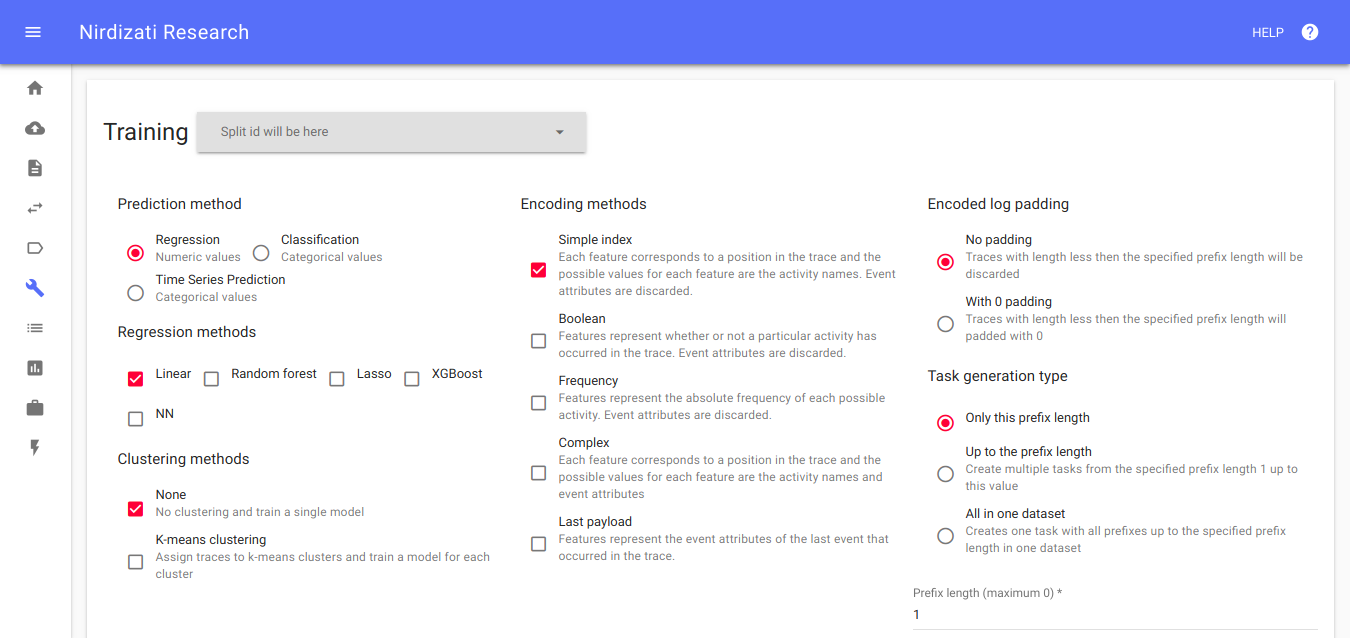 Nirdizati Research
HELP
Training
Split id will be here
Prediction method
Regression
Numeric values
Classification
Categorical values
Time Series Prediction
Categorical values
Regression methods
Linear
Random forest
Lasso
XGBoost
NN
Clustering methods
None
No clustering and train a single model
K-means clustering
Assign traces to k-means clusters and train a model for each
cluster
Encoding methods
Simple index
Each feature corresponds to a position in the trace and the
possible values for each feature are the activity names. Event
attributes are discarded.
Boolean
Features represent whether or not a particular activity has
occurred in the trace. Event attributes are discarded.
Frequency
Features represent the absolute frequency of each possible
activity. Event attributes are discarded.
Complex
Each feature corresponds to a position in the trace and the
possible values for each feature are the activity names and
event attributes
Last payload
Features represent the event attributes of the last event that
occurred in the trace.
Encoded log padding
No padding
Traces with length less then the specified prefix length will be
discarded
With 0 padding
Traces with length less then the specified prefix length will
padded with 0
Task generation type
Only this prefix length
Up to the prefix length
Create multiple tasks from the specified prefix length 1 up to
this value
All in one dataset
Creates one task with all prefixes up to the specified prefix
length in one dataset
Prefix length (maximum 0) *
1